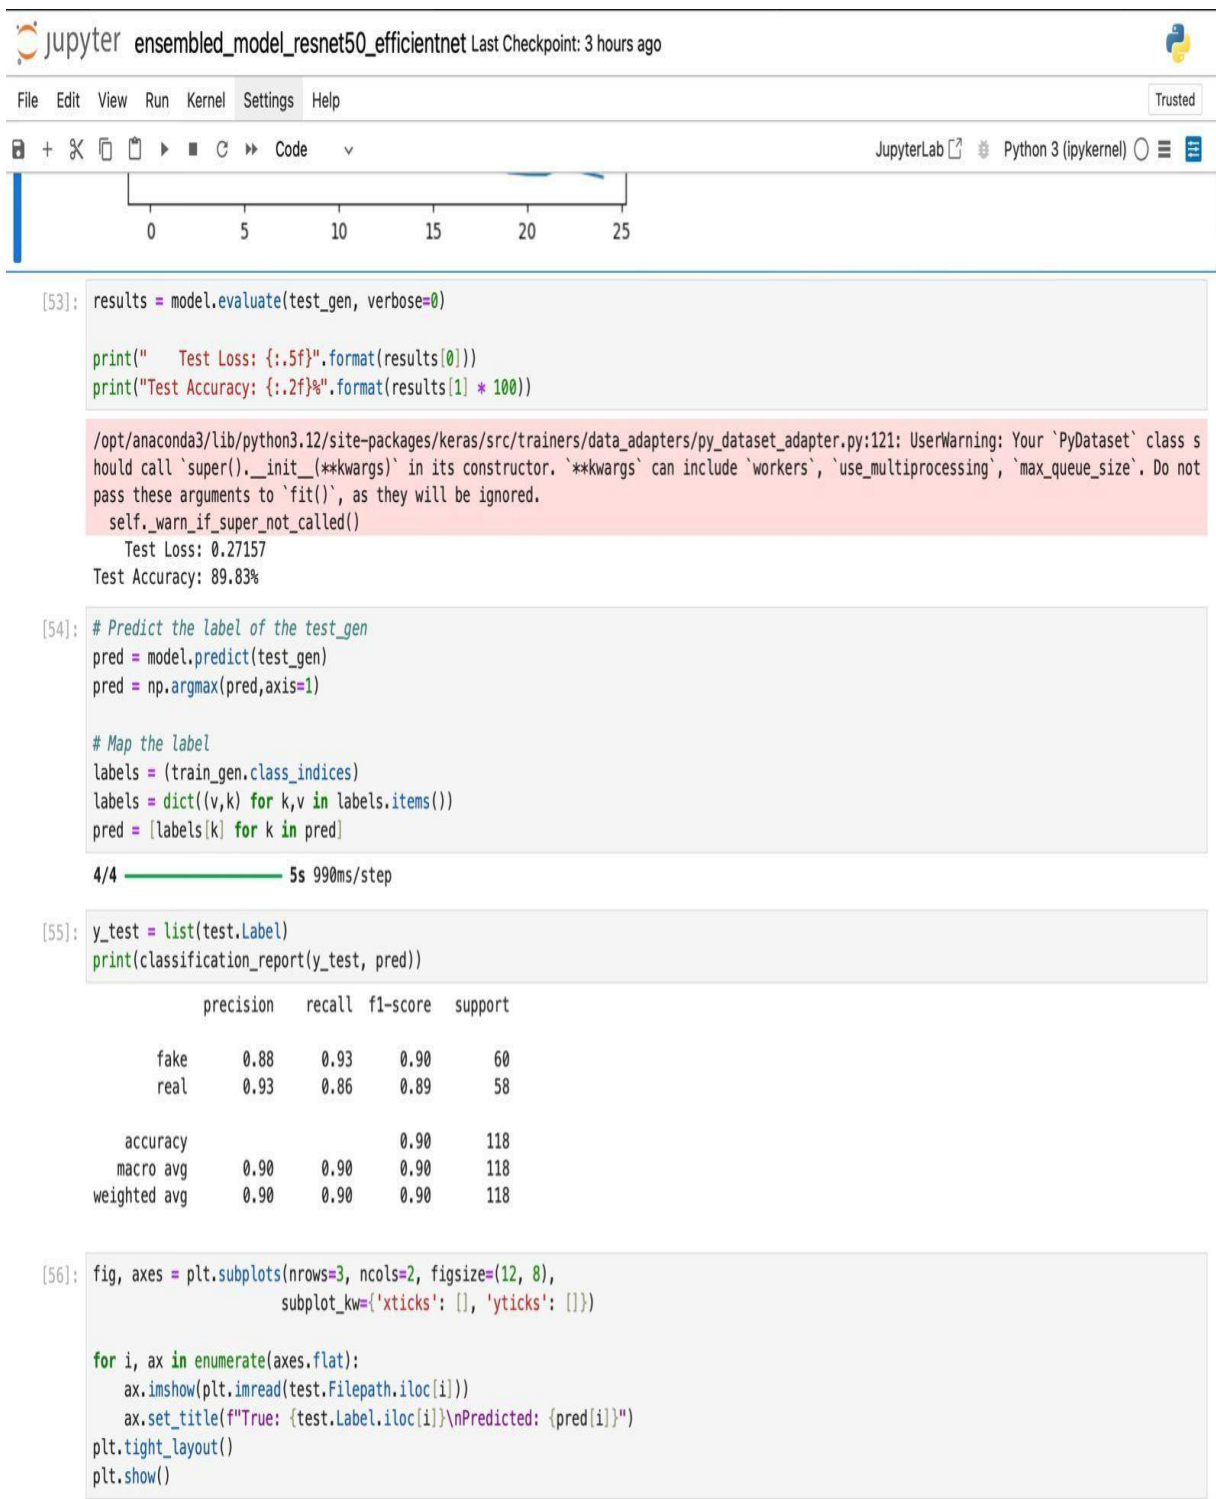 jupyter ensembled_model_resnet50_efficientnet Last Checkpoint: 3 hours ago
File Edit View Run Kernel Settings Help Trusted
Code JupyterLab Python 3 (ipykernel)
0 5 10 15 20 25
[53]: results = model.evaluate(test_gen, verbose=0)
print("    Test Loss: {:.5f}".format(results[0]))
print("Test Accuracy: {:.2f}%".format(results[1] * 100))
/opt/anaconda3/lib/python3.12/site-packages/keras/src/trainers/data_adapters/py_dataset_adapter.py:121: UserWarning: Your `PyDataset` class s
hould call `super().__init__(**kwargs)` in its constructor. `**kwargs` can include `workers`, `use_multiprocessing`, `max_queue_size`. Do not
pass these arguments to `fit()`, as they will be ignored.
  self._warn_if_super_not_called()
    Test Loss: 0.27157
Test Accuracy: 89.83%
[54]: # Predict the label of the test_gen
pred = model.predict(test_gen)
pred = np.argmax(pred,axis=1)
# Map the label
labels = (train_gen.class_indices)
labels = dict((v,k) for k,v in labels.items())
pred = [labels[k] for k in pred]
4/4 5s 990ms/step
[55]: y_test = list(test.Label)
print(classification_report(y_test, pred))
precision recall f1-score support
fake 0.88 0.93 0.90 60
real 0.93 0.86 0.89 58
accuracy 0.90 118
macro avg 0.90 0.90 0.90 118
weighted avg 0.90 0.90 0.90 118
[56]: fig, axes = plt.subplots(nrows=3, ncols=2, figsize=(12, 8),
                        subplot_kw={'xticks': [], 'yticks': []})
for i, ax in enumerate(axes.flat):
    ax.imshow(plt.imread(test.Filepath.iloc[i]))
    ax.set_title(f"True: {test.Label.iloc[i]}\nPredicted: {pred[i]}")
plt.tight_layout()
plt.show()